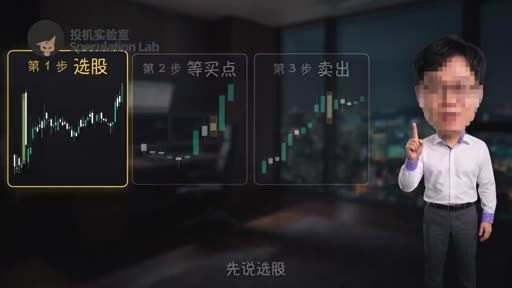 投机实验室
Speculation Lab
第1步 选股
第2步 等买点
第3步 卖出
先说选股